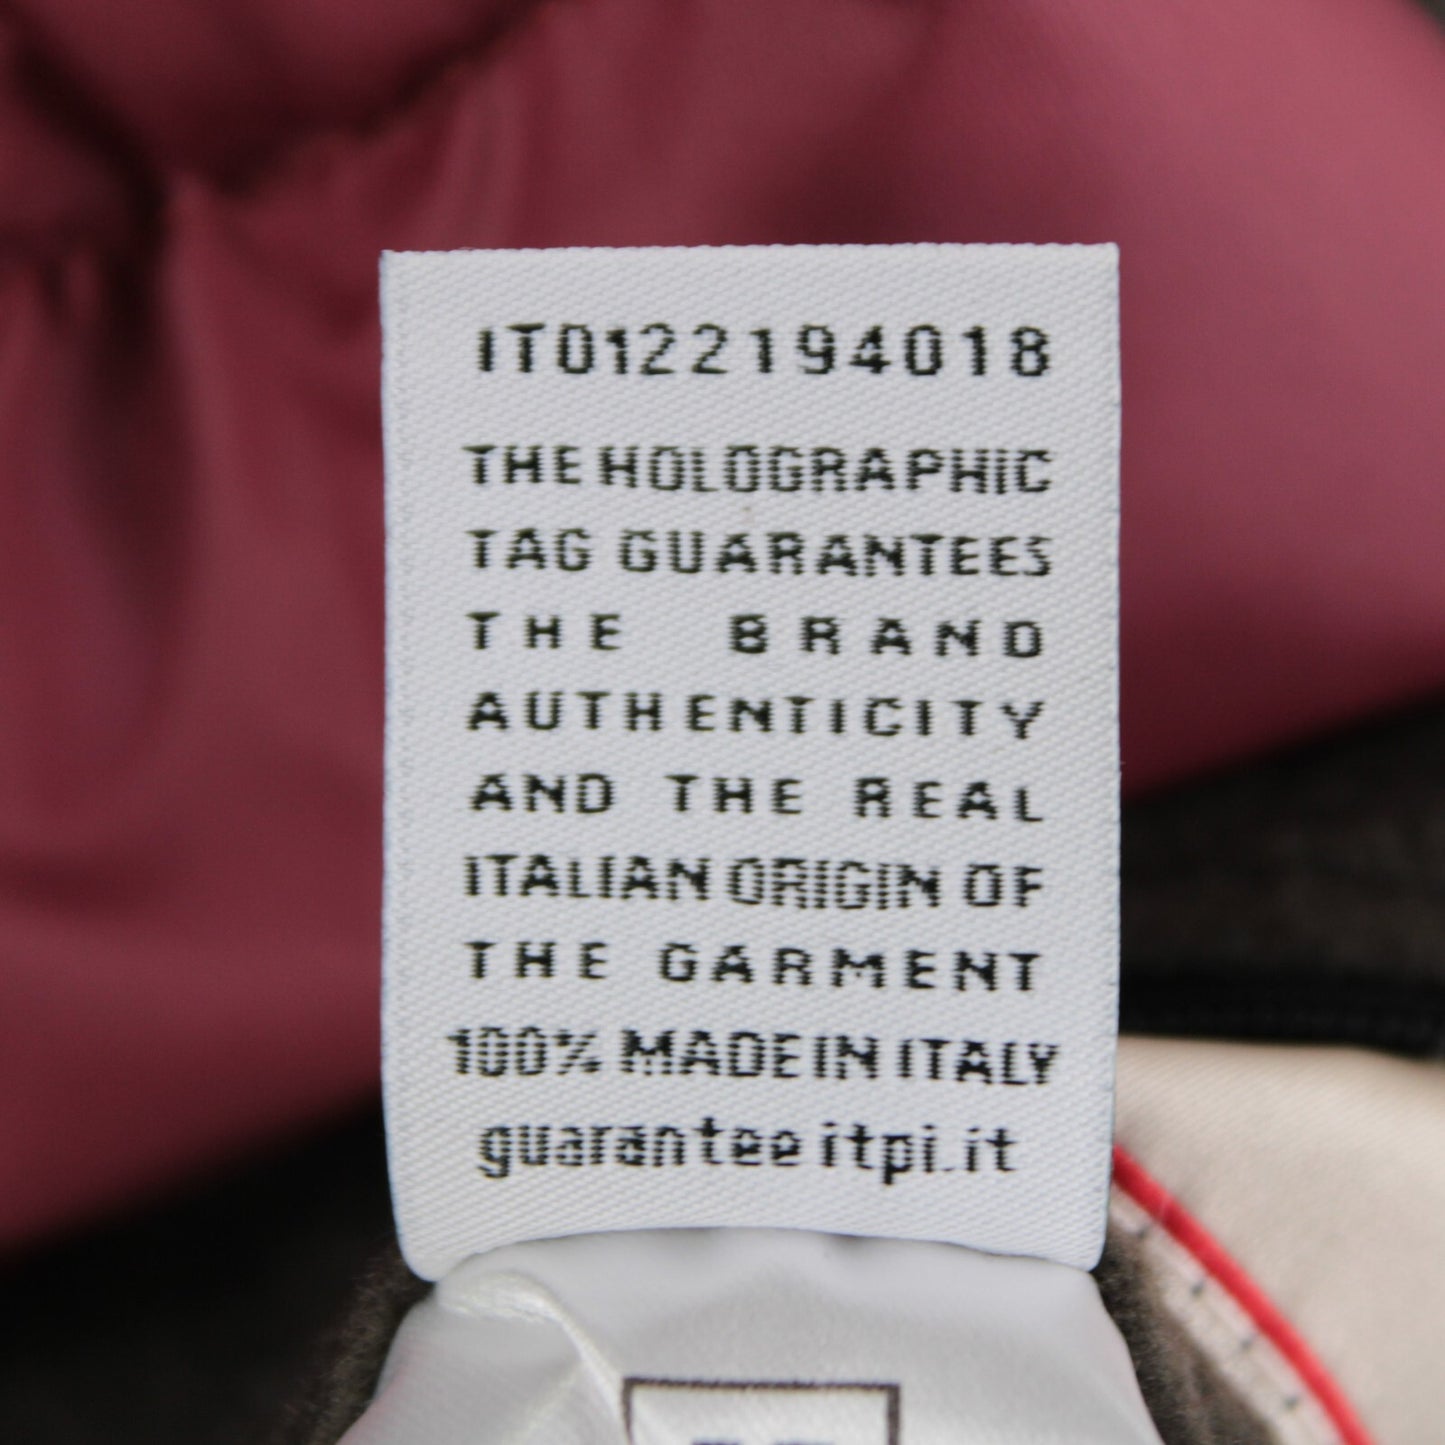 IT0122194018
THE HOLOGRAPHIC
TAG GUARANTEES
THE BRAND
AUTHENTICITY
AND THE REAL
ITALIAN ORIGIN OF
THE GARMENT
100% MADE IN ITALY
guarantee itpi.it